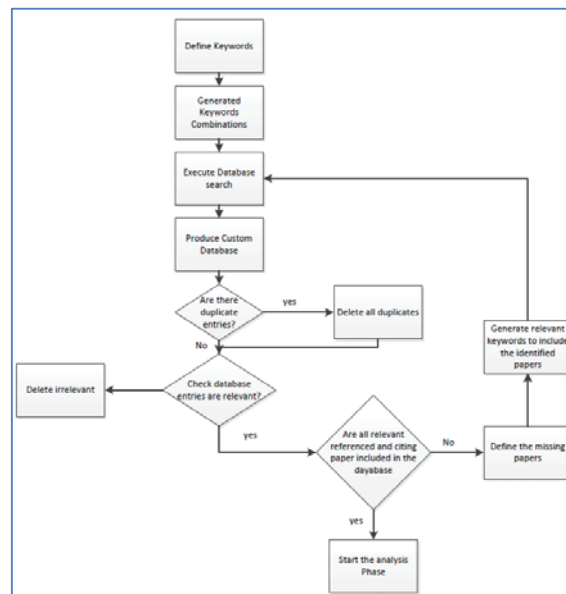 Define Keywords
Generated
Keywords
Combinations
Execute Database
search
Produce Custom
Database
Are there
duplicate
entries?
yes
Delete all duplicates
No
Generate relevant
keywords to include
the identified
papers
Check database
entries are relevant?
Delete irrelevant
yes
Are all relevant
referenced and citing
paper included in the
dayabase
No
Define the missing
papers
yes
Start the analysis
Phase